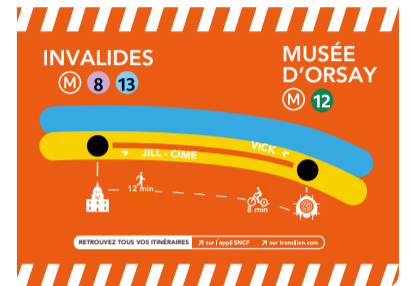 INVALIDES
M 8 13
MUSÉE
D'ORSAY
M 12
→ JILL - CIME
VICK ←
12 min
8 min
RETROUVEZ TOUS VOS ITINÉRAIRES ↗ sur l appli SNCF ↗ sur transilien.com